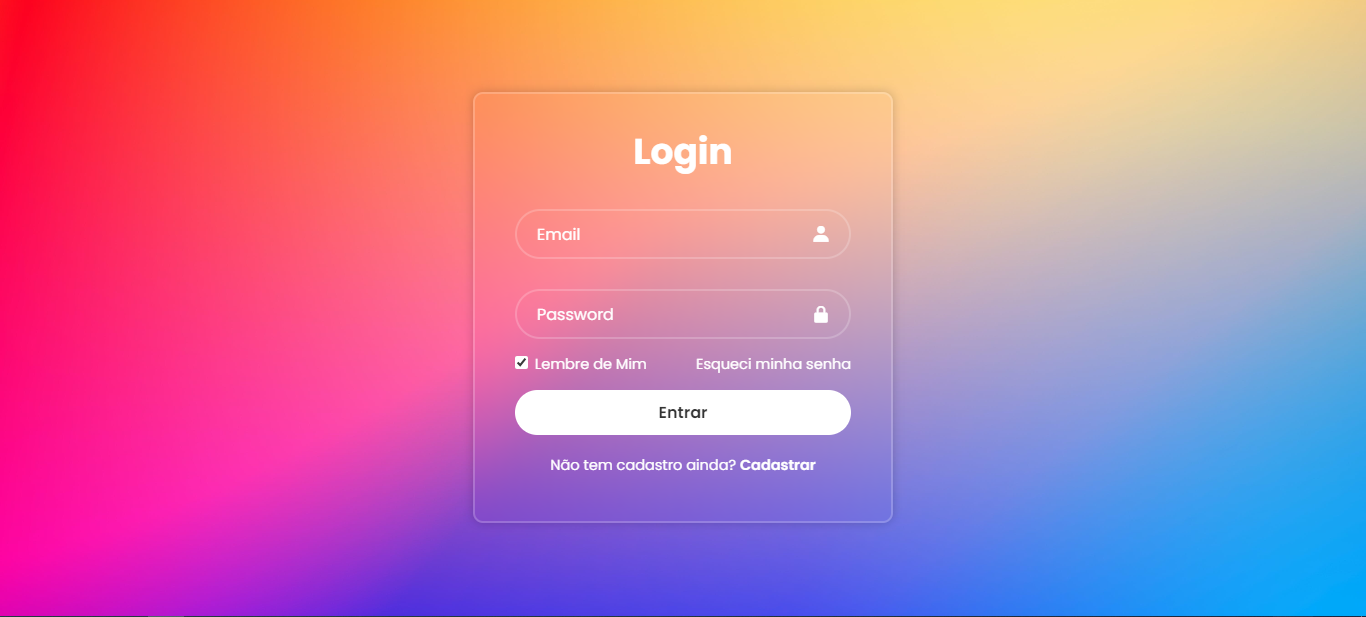 Login
Email
Password
Lembre de Mim Esqueci minha senha
Entrar
Não tem cadastro ainda? Cadastrar